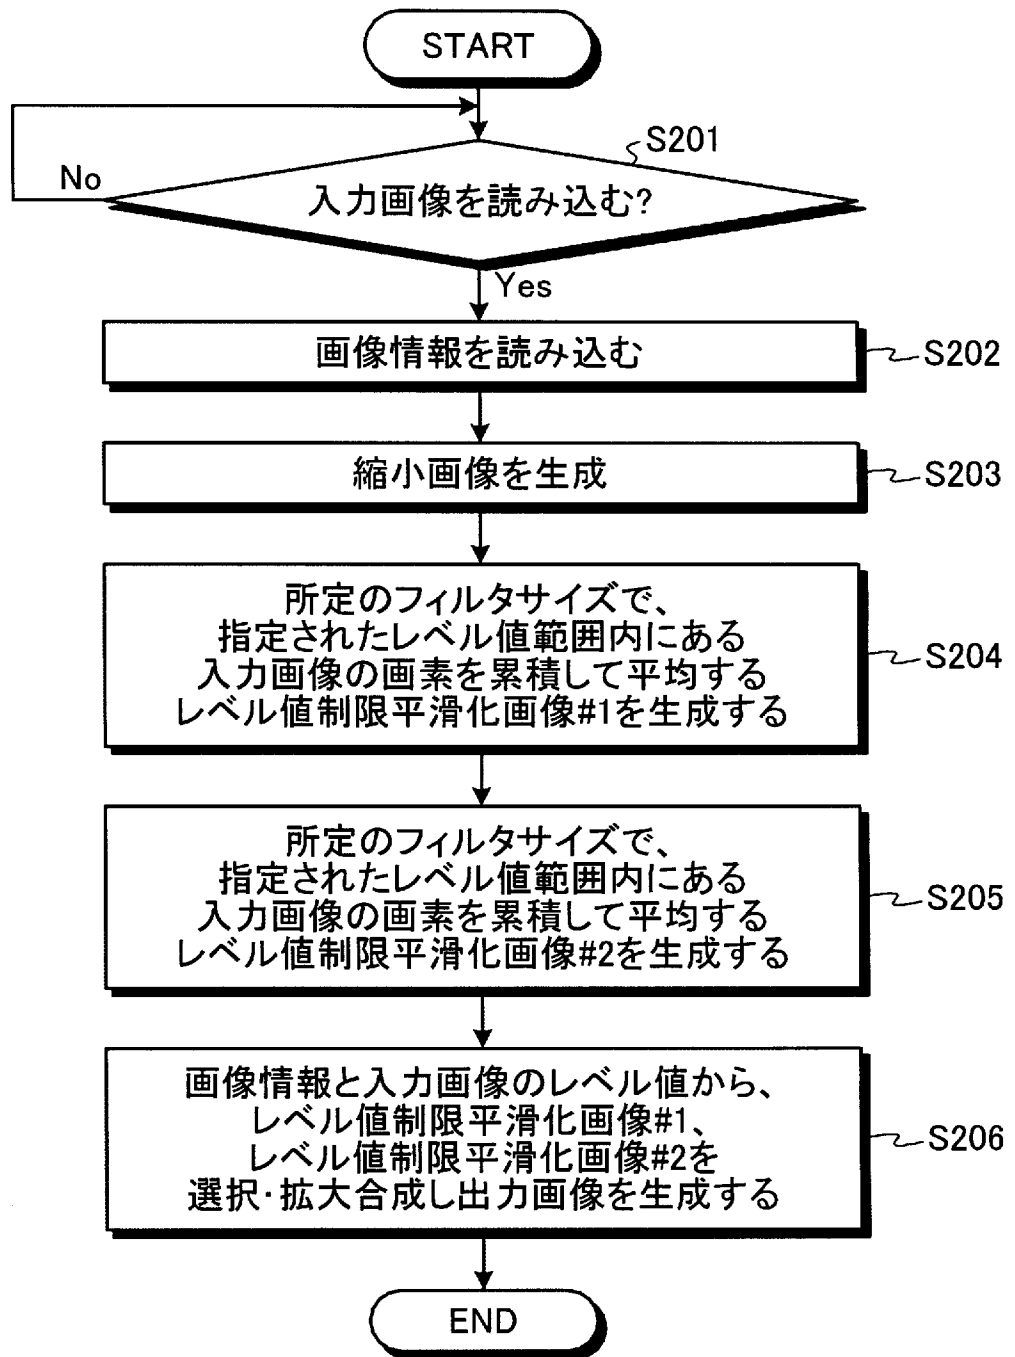 START
S201
No
入力画像を読み込む?
Yes
画像情報を読み込む
S202
縮小画像を生成
S203
所定のフィルタサイズで、
指定されたレベル値範囲内にある
入力画像の画素を累積して平均する
レベル値制限平滑化画像#1を生成する
S204
所定のフィルタサイズで、
指定されたレベル値範囲内にある
入力画像の画素を累積して平均する
レベル値制限平滑化画像#2を生成する
S205
画像情報と入力画像のレベル値から、
レベル値制限平滑化画像#1、
レベル値制限平滑化画像#2を
選択・拡大合成し出力画像を生成する
S206
END